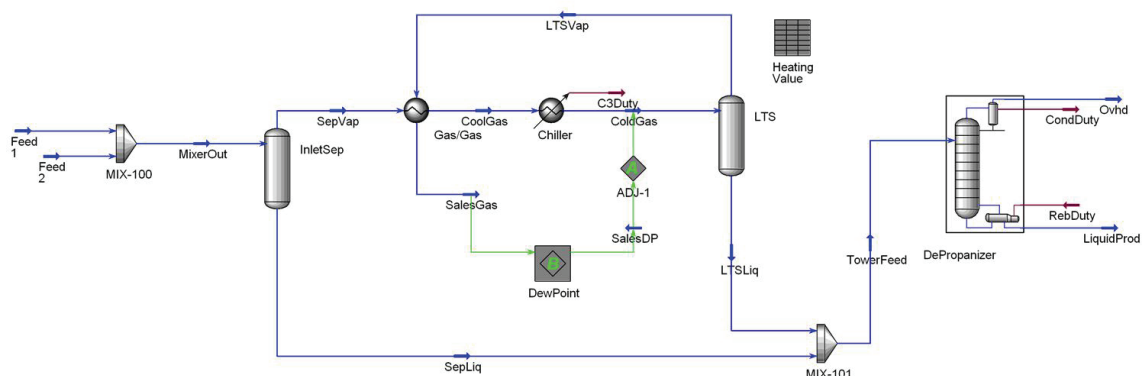 LTSVap
Heating
Value
SepVap
CoolGas
Gas/Gas
C3Duty
Chiller
ColdGas
LTS
Ovhd
CondDuty
Feed
1
MixerOut
InletSep
Feed
2
MIX-100
A
ADJ-1
SalesGas
SalesDP
RebDuty
LiquidProd
B
DewPoint
LTSLiq
TowerFeed
DePropanizer
SepLiq
MIX-101